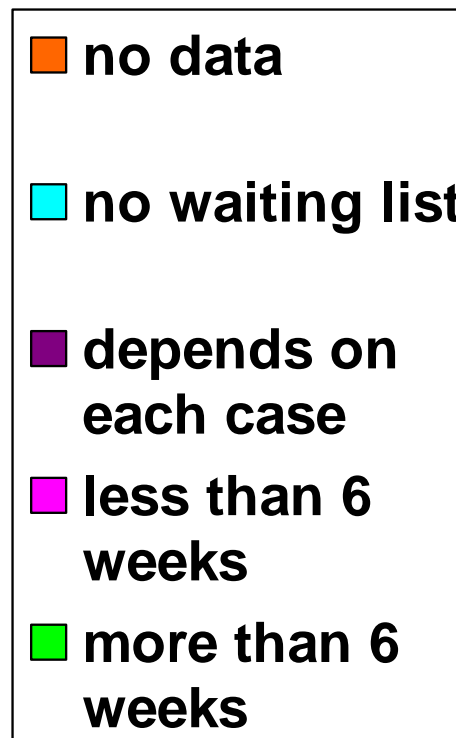 no data
no waiting list
depends on
each case
less than 6
weeks
more than 6
weeks